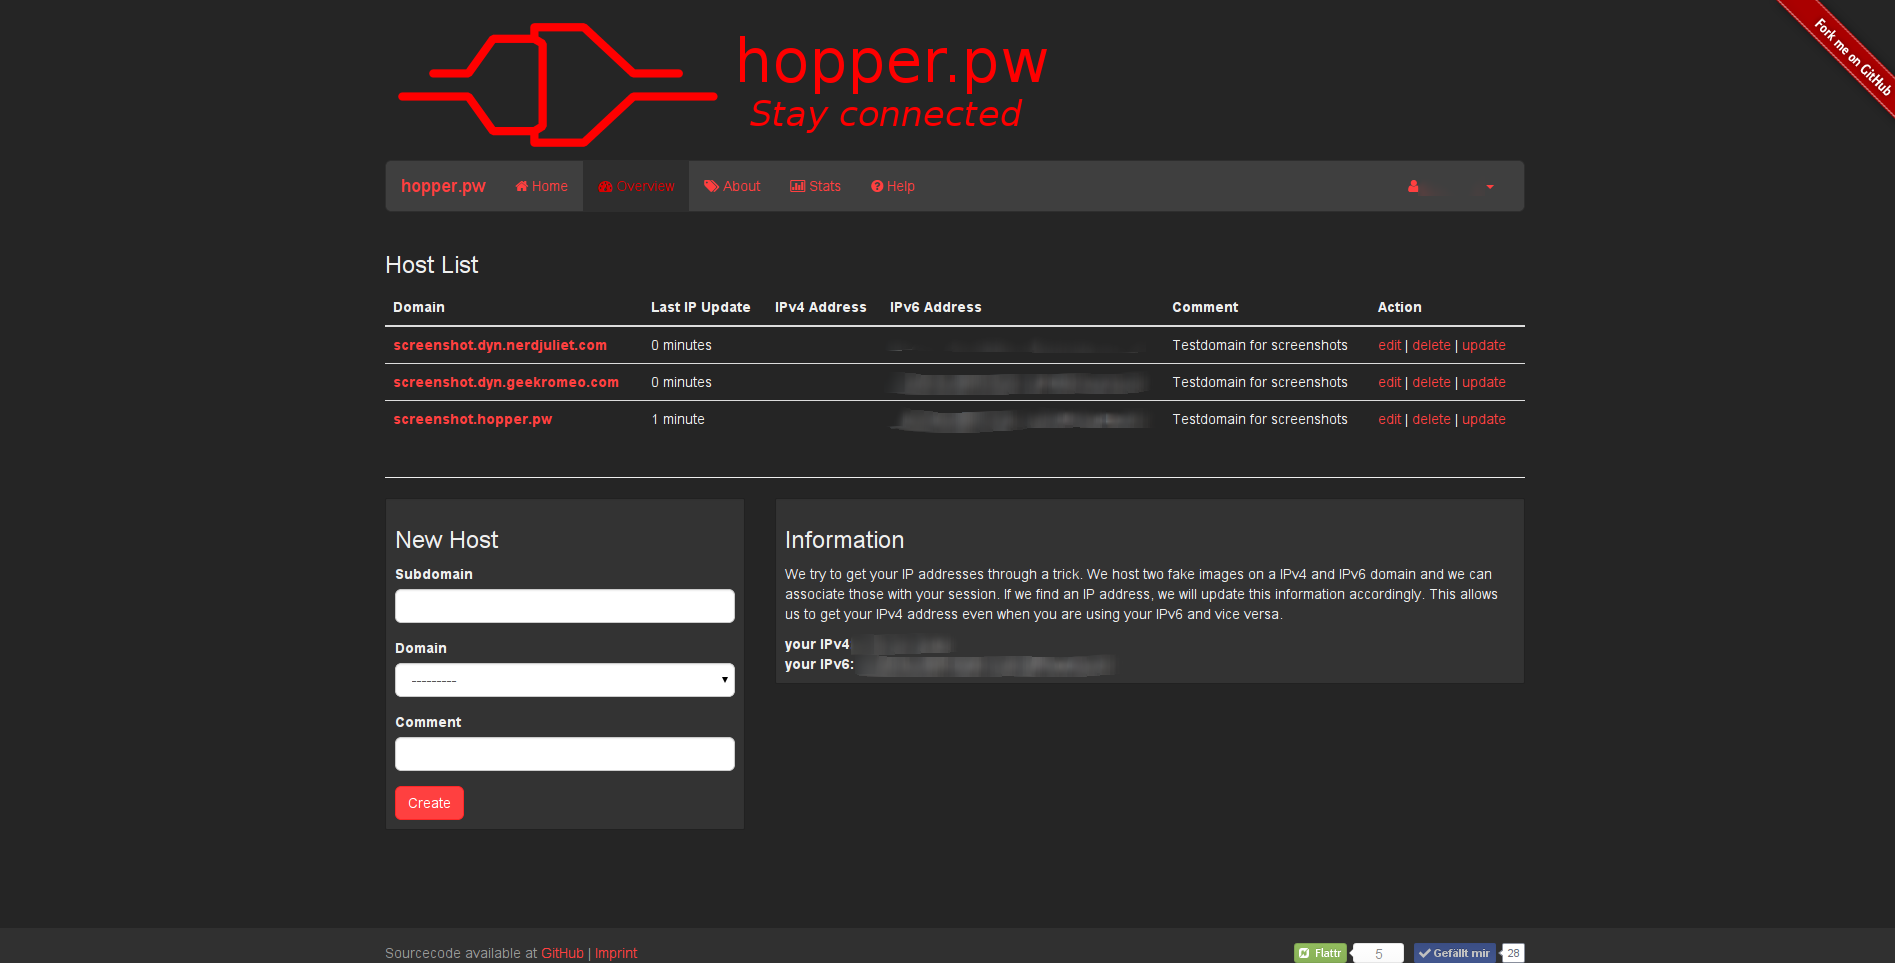 Fork me on GitHub
hopper.pw
Stay connected
hopper.pw Home Overview About Stats Help
Host List
Domain Last IP Update IPv4 Address IPv6 Address Comment Action
screenshot.dyn.nerdjuliet.com 0 minutes Testdomain for screenshots edit | delete | update
screenshot.dyn.geekromeo.com 0 minutes Testdomain for screenshots edit | delete | update
screenshot.hopper.pw 1 minute Testdomain for screenshots edit | delete | update
New Host
Subdomain
Domain
---------
Comment
Create
Information
We try to get your IP addresses through a trick. We host two fake images on a IPv4 and IPv6 domain and we can
associate those with your session. If we find an IP address, we will update this information accordingly. This allows
us to get your IPv4 address even when you are using your IPv6 and vice versa.
your IPv4
your IPv6:
Sourcecode available at GitHub | Imprint
Flattr 5 Gefällt mir 28